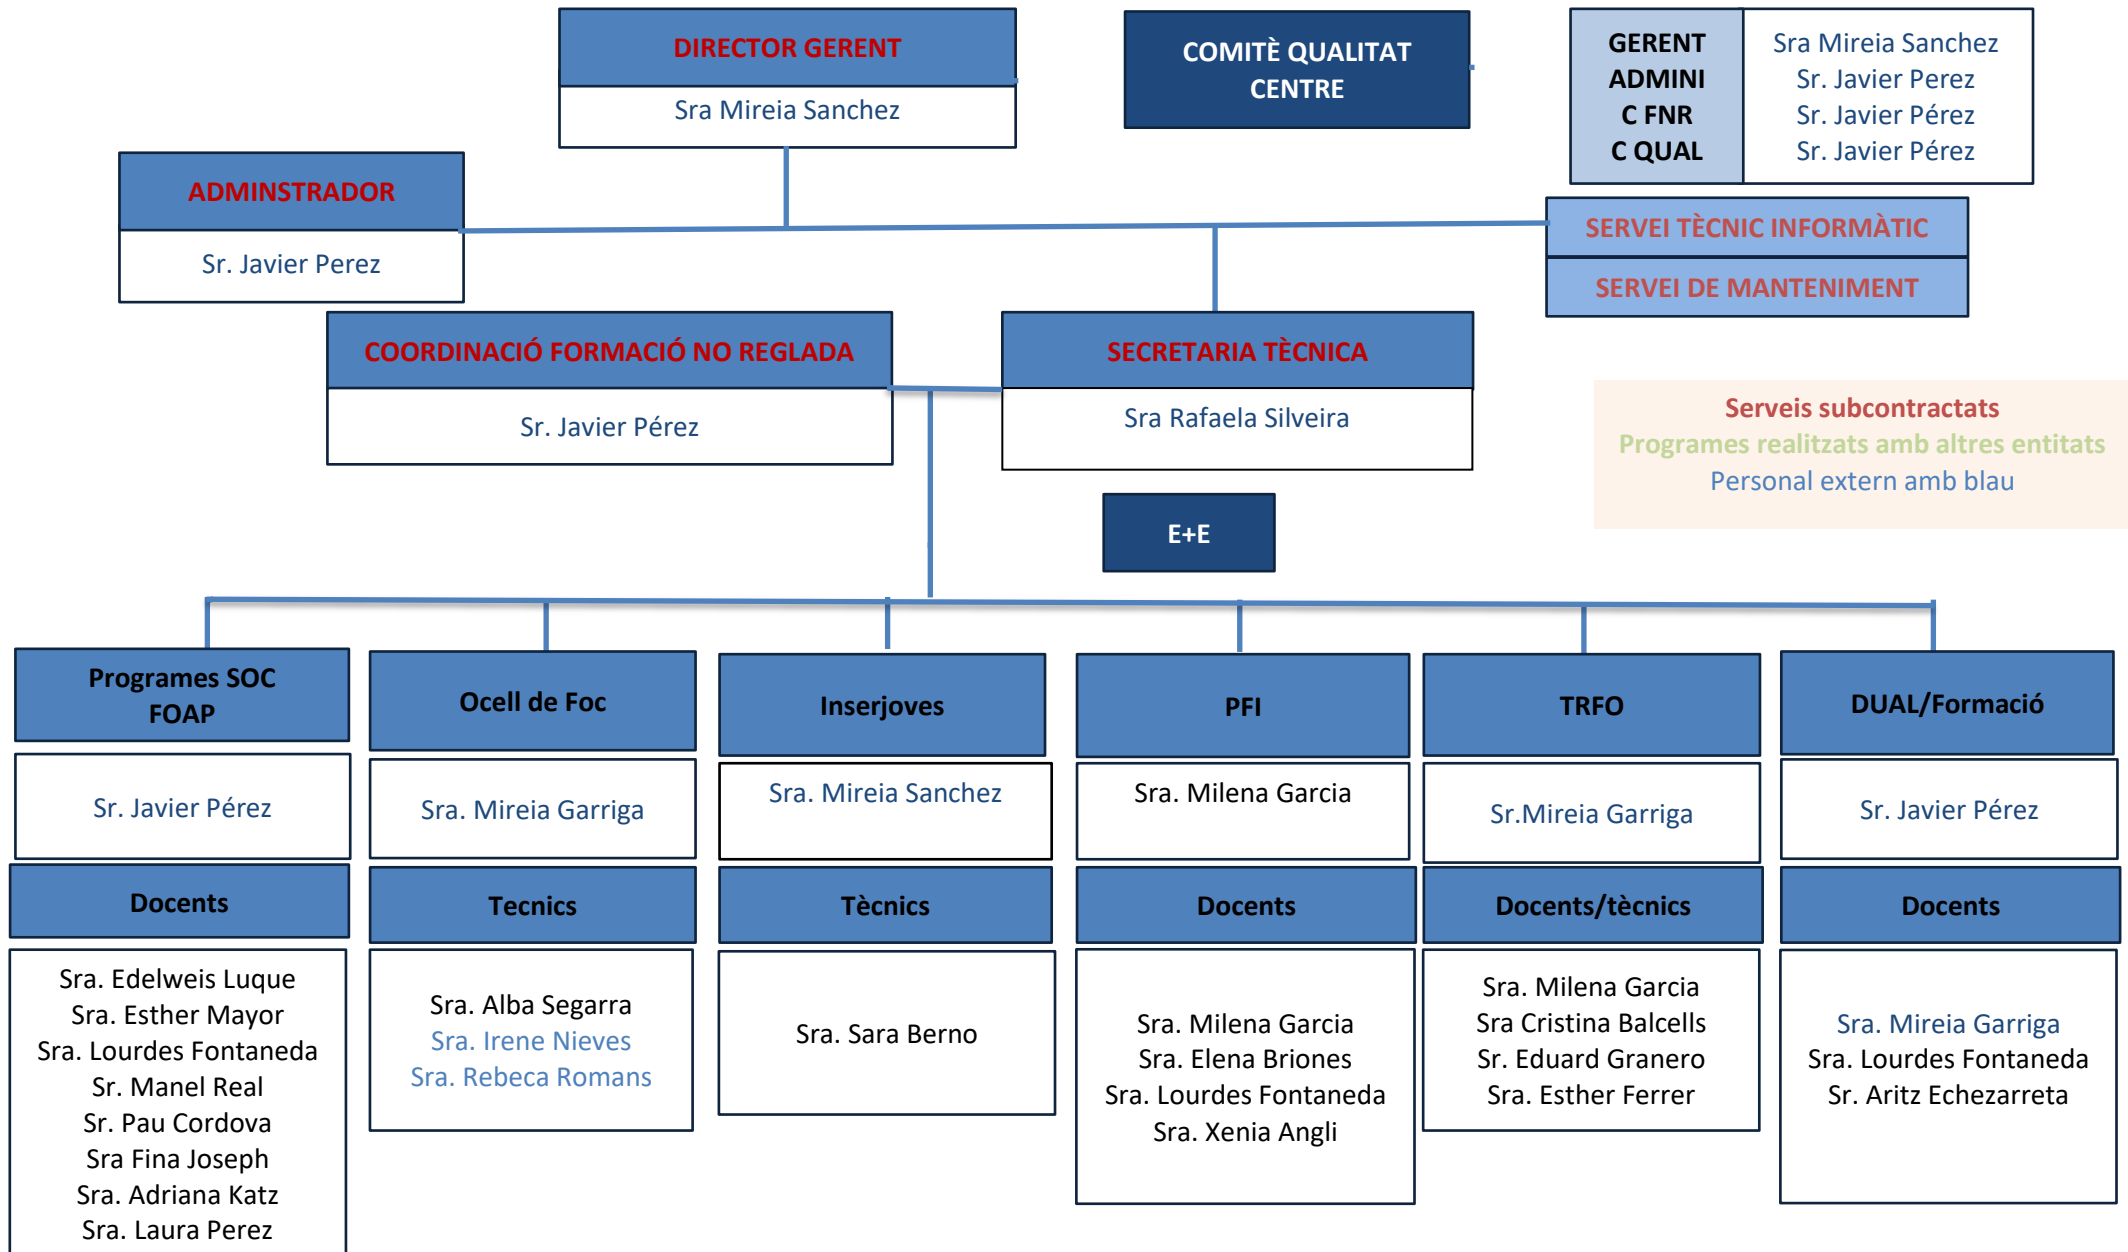 DIRECTOR GERENT
Sra Mireia Sanchez
COMITÈ QUALITAT
CENTRE
GERENT
ADMINI
C FNR
C QUAL
Sra Mireia Sanchez
Sr. Javier Perez
Sr. Javier Pérez
Sr. Javier Pérez
ADMINSTRADOR
Sr. Javier Perez
SERVEI TÈCNIC INFORMÀTIC
SERVEI DE MANTENIMENT
COORDINACIÓ FORMACIÓ NO REGLADA
Sr. Javier Pérez
SECRETARIA TÈCNICA
Sra Rafaela Silveira
Serveis subcontractats
Programes realitzats amb altres entitats
Personal extern amb blau
E+E
Programes SOC
FOAP
Sr. Javier Pérez
Docents
Sra. Edelweis Luque
Sra. Esther Mayor
Sra. Lourdes Fontaneda
Sr. Manel Real
Sr. Pau Cordova
Sra Fina Joseph
Sra. Adriana Katz
Sra. Laura Perez
Ocell de Foc
Sra. Mireia Garriga
Tecnics
Sra. Alba Segarra
Sra. Irene Nieves
Sra. Rebeca Romans
Inserjoves
Sra. Mireia Sanchez
Tècnics
Sra. Sara Berno
PFI
Sra. Milena Garcia
Docents
Sra. Milena Garcia
Sra. Elena Briones
Sra. Lourdes Fontaneda
Sra. Xenia Angli
TRFO
Sr.Mireia Garriga
Docents/tècnics
Sra. Milena Garcia
Sra Cristina Balcells
Sr. Eduard Granero
Sra. Esther Ferrer
DUAL/Formació
Sr. Javier Pérez
Docents
Sra. Mireia Garriga
Sra. Lourdes Fontaneda
Sr. Aritz Echezarreta